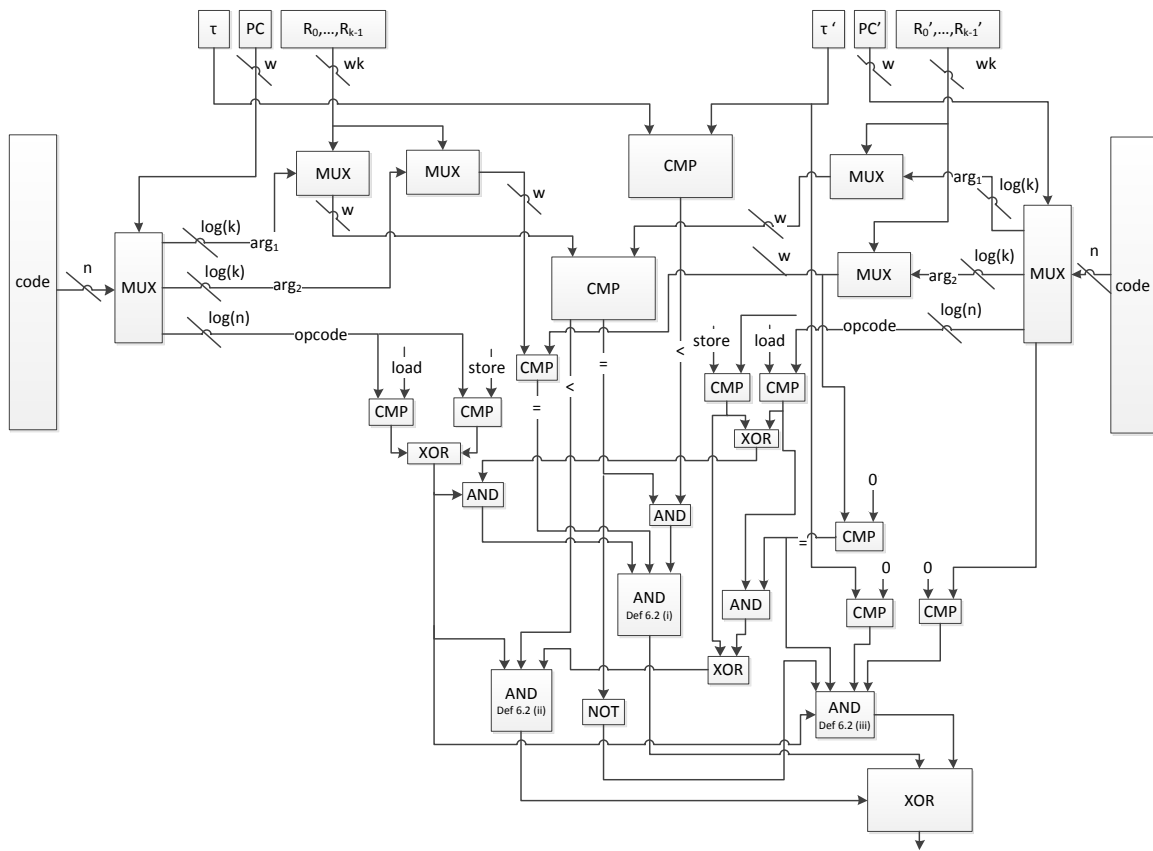 τ PC R₀,...,Rₖ₋₁ τ ‘ PC’ R₀’,...,Rₖ₋₁’
w wk w wk
CMP
MUX MUX MUX arg₁ log(k)
w w w
log(k) arg₁
code n MUX log(k) arg₂ CMP w MUX arg₂ log(k) MUX n code
log(n) opcode store load opcode log(n)
< = <
load store CMP CMP CMP
CMP CMP =
XOR XOR
AND AND 0
= CMP
0 0
AND Def 6.2 (i) AND CMP CMP
XOR
AND Def 6.2 (ii) NOT AND Def 6.2 (iii)
XOR